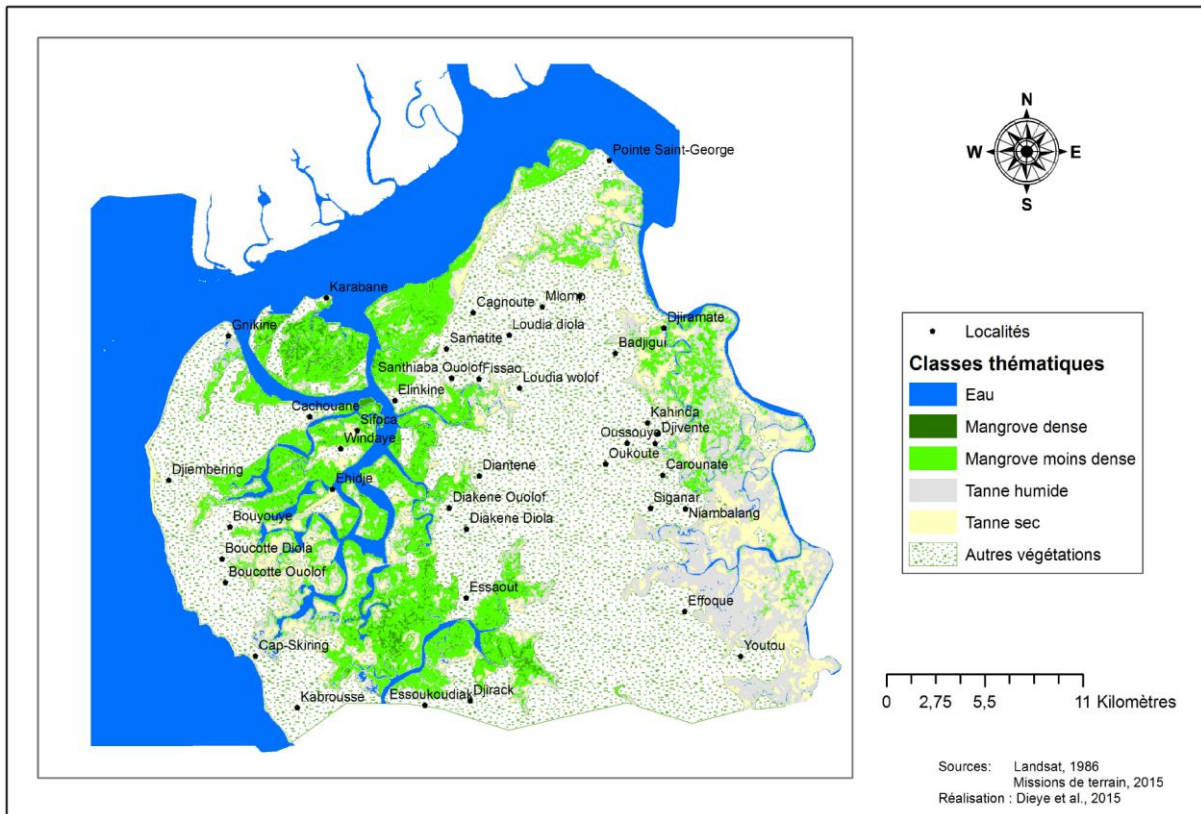 Pointe Saint-George
Karabane
Gnikine
Cagnoute
Mlomp
Djiramate
Loudia diola
Samatite
Badjigui
Santhiaba Ouolof
Fissao
Loudia wolof
Elinkine
Cachouane
Sifoca
Kahinda
Djivente
Oussouye
Windaye
Oukoute
Djiembering
Ehidje
Diantene
Carounate
Diakene Ouolof
Siganar
Niambalang
Bouyouye
Diakene Diola
Boucotte Diola
Boucotte Ouolof
Essaout
Effoque
Cap-Skiring
Youtou
Kabrousse
Essoukoudiak
Djirack
N
W
E
S
Localités
Classes thématiques
Eau
Mangrove dense
Mangrove moins dense
Tanne humide
Tanne sec
Autres végétations
0 2,75 5,5 11 Kilomètres
Sources: Landsat, 1986
Missions de terrain, 2015
Réalisation : Dieye et al., 2015